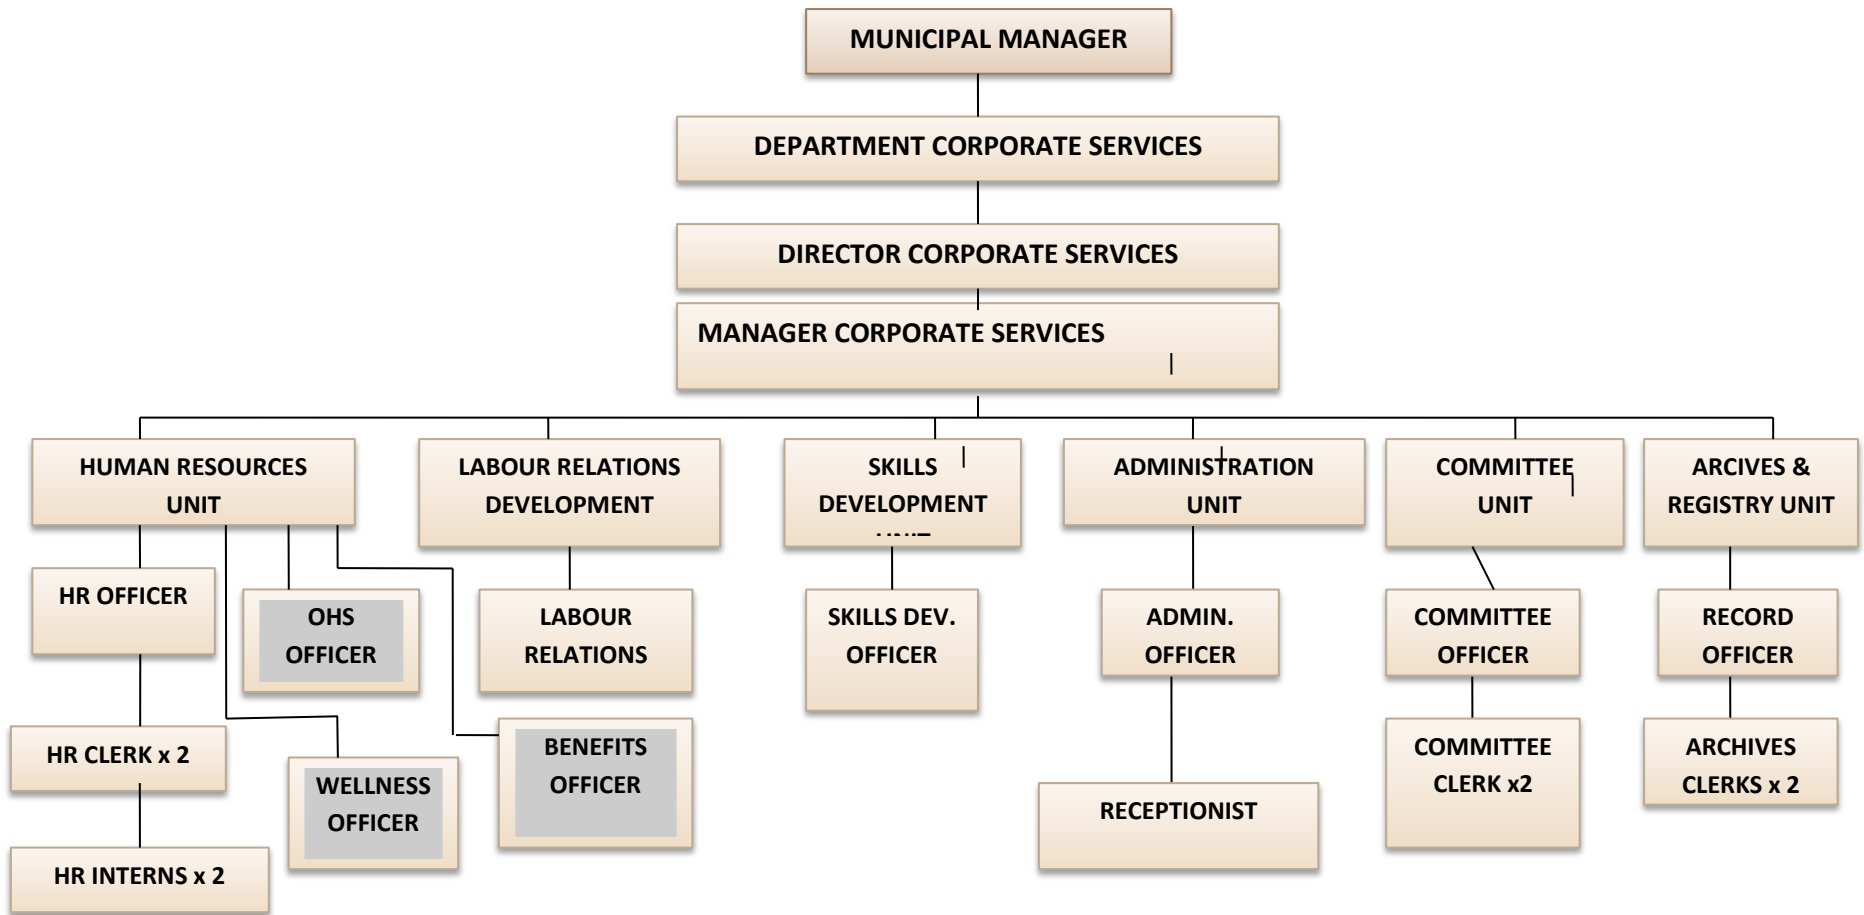 MUNICIPAL MANAGER
DEPARTMENT CORPORATE SERVICES
DIRECTOR CORPORATE SERVICES
MANAGER CORPORATE SERVICES
HUMAN RESOURCES
UNIT
LABOUR RELATIONS
DEVELOPMENT
SKILLS
DEVELOPMENT
UNIT
ADMINISTRATION
UNIT
COMMITTEE
UNIT
ARCIVES &
REGISTRY UNIT
HR OFFICER
OHS
OFFICER
LABOUR
RELATIONS
SKILLS DEV.
OFFICER
ADMIN.
OFFICER
COMMITTEE
OFFICER
RECORD
OFFICER
HR CLERK x 2
WELLNESS
OFFICER
BENEFITS
OFFICER
RECEPTIONIST
COMMITTEE
CLERK x2
ARCHIVES
CLERKS x 2
HR INTERNS x 2